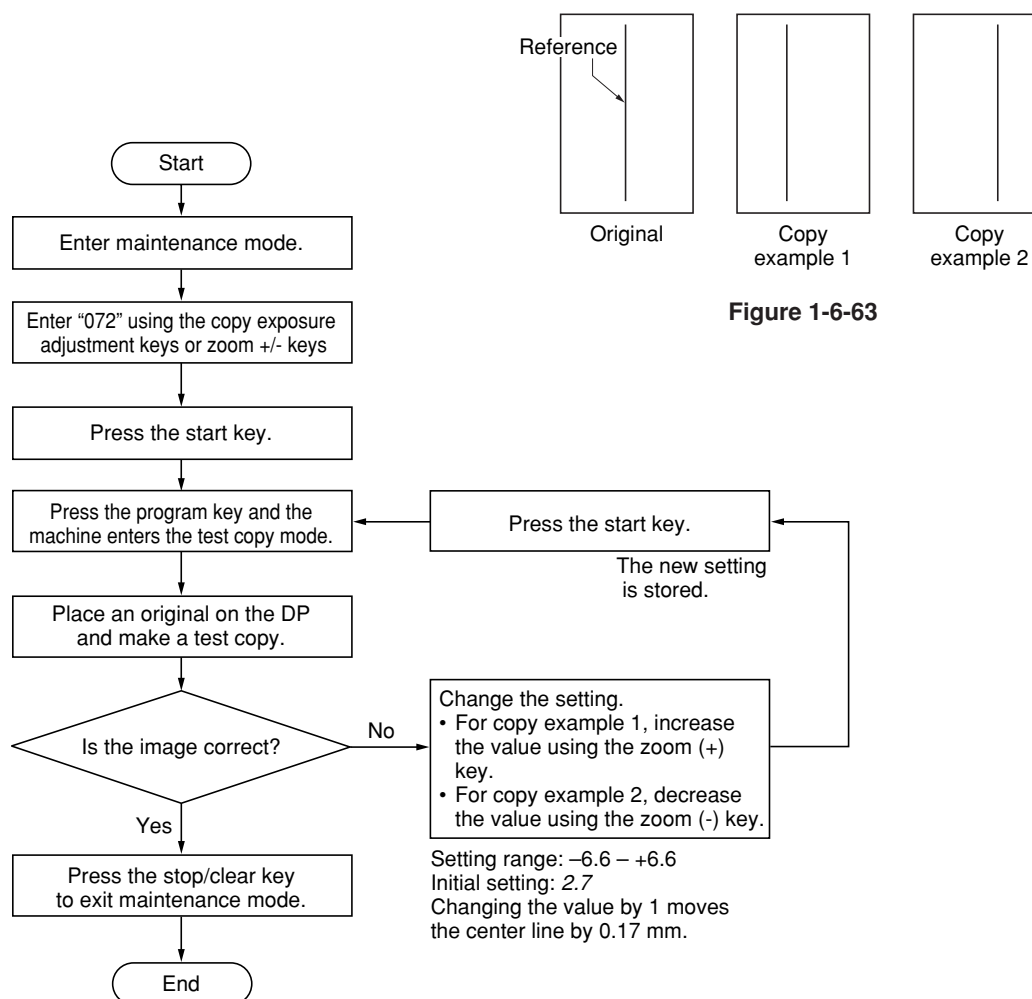 Reference
Original
Copy
example 1
Copy
example 2
Figure 1-6-63
Start
Enter maintenance mode.
Enter “072” using the copy exposure
adjustment keys or zoom +/- keys
Press the start key.
Press the program key and the
machine enters the test copy mode.
Press the start key.
The new setting
is stored.
Place an original on the DP
and make a test copy.
Is the image correct?
No
Change the setting.
• For copy example 1, increase
the value using the zoom (+)
key.
• For copy example 2, decrease
the value using the zoom (-) key.
Setting range: –6.6 – +6.6
Initial setting: 2.7
Changing the value by 1 moves
the center line by 0.17 mm.
Yes
Press the stop/clear key
to exit maintenance mode.
End